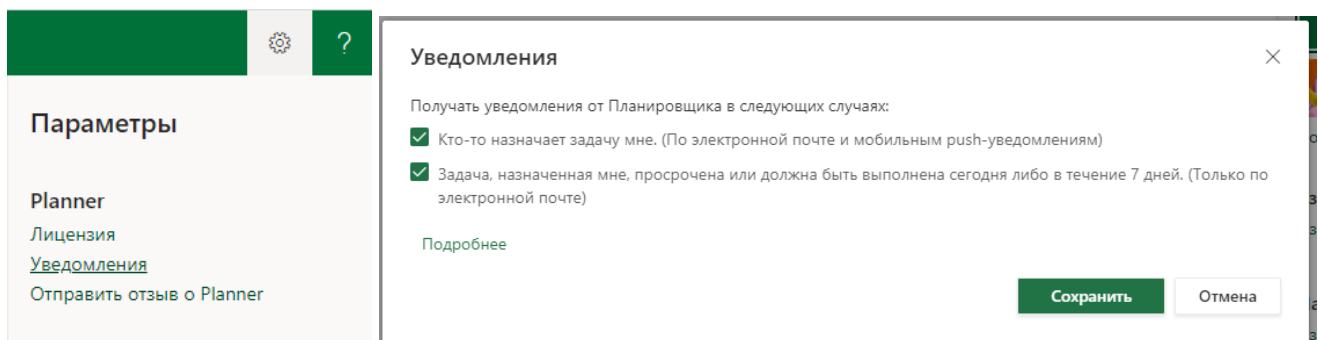 ?
Параметры
Planner
Лицензия
Уведомления
Отправить отзыв о Planner
Уведомления
Получать уведомления от Планировщика в следующих случаях:
Кто-то назначает задачу мне. (По электронной почте и мобильным push-уведомлениям)
Задача, назначенная мне, просрочена или должна быть выполнена сегодня либо в течение 7 дней. (Только по
электронной почте)
Подробнее
Сохранить Отмена